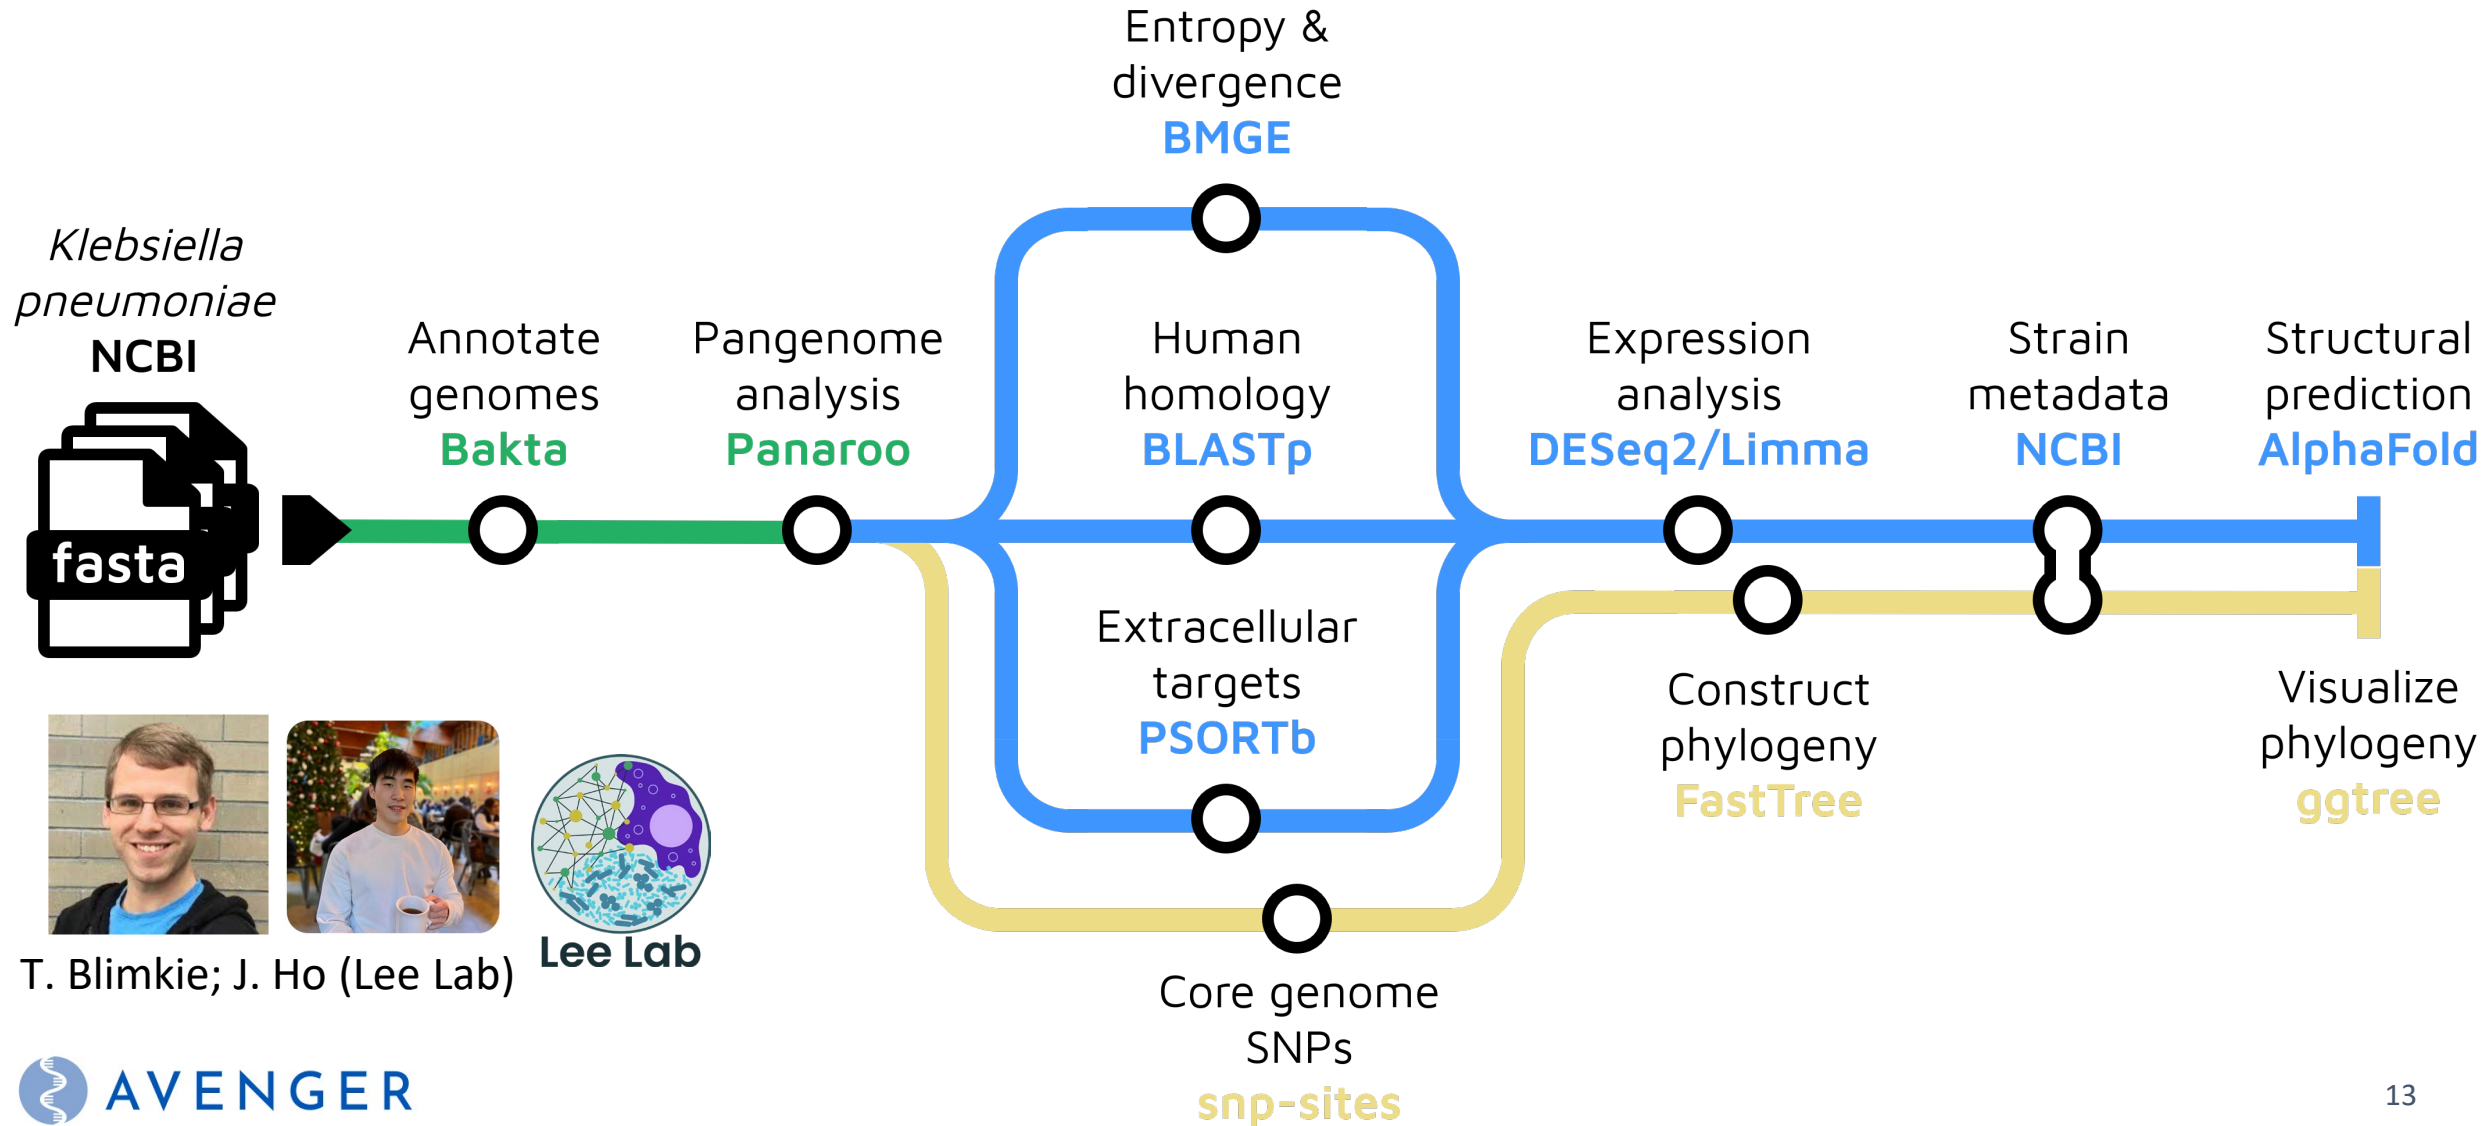 Entropy &
divergence
BMGE
Klebsiella
pneumoniae
NCBI
fasta
Annotate
genomes
Bakta
Pangenome
analysis
Panaroo
Human
homology
BLASTp
Extracellular
targets
PSORTb
Core genome
SNPs
snp-sites
Expression
analysis
DESeq2/Limma
Construct
phylogeny
FastTree
Strain
metadata
NCBI
Structural
prediction
AlphaFold
Visualize
phylogeny
ggtree
Lee Lab
T. Blimkie; J. Ho (Lee Lab)
AVENGER
13